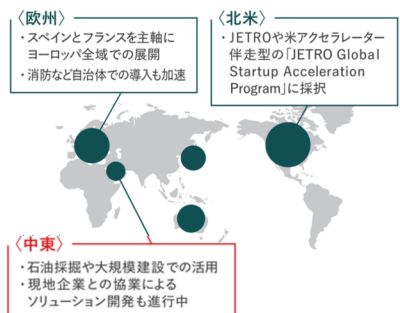 〈欧州〉
・スペインとフランスを主軸に
ヨーロッパ全域での展開
・消防など自治体での導入も加速
〈北米〉
・JETROや米アクセラレーター
伴走型の「JETRO Global
Startup Acceleration
Program」に採択
〈中東〉
・石油採掘や大規模建設での活用
・現地企業との協業による
ソリューション開発も進行中